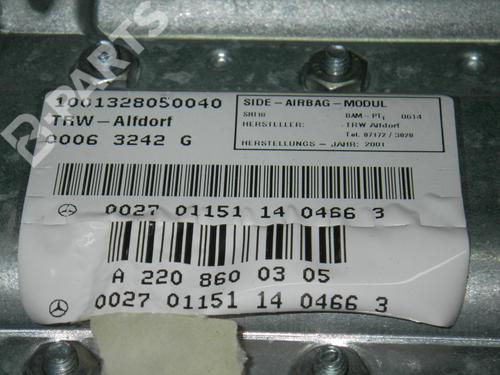 B-PARTS
1001328050040
TRW-Alfdorf
0006 3242 G
SIDE-AIRBAG-MODUL
BAM-PT 0614
HERSTELLER: TRW Alfdorf
Tel. 07172/3020
HERSTELLUNGS-JAHR: 2001
0027 01151 14 0466 3
A 220 860 03 05
0027 01151 14 0466 3